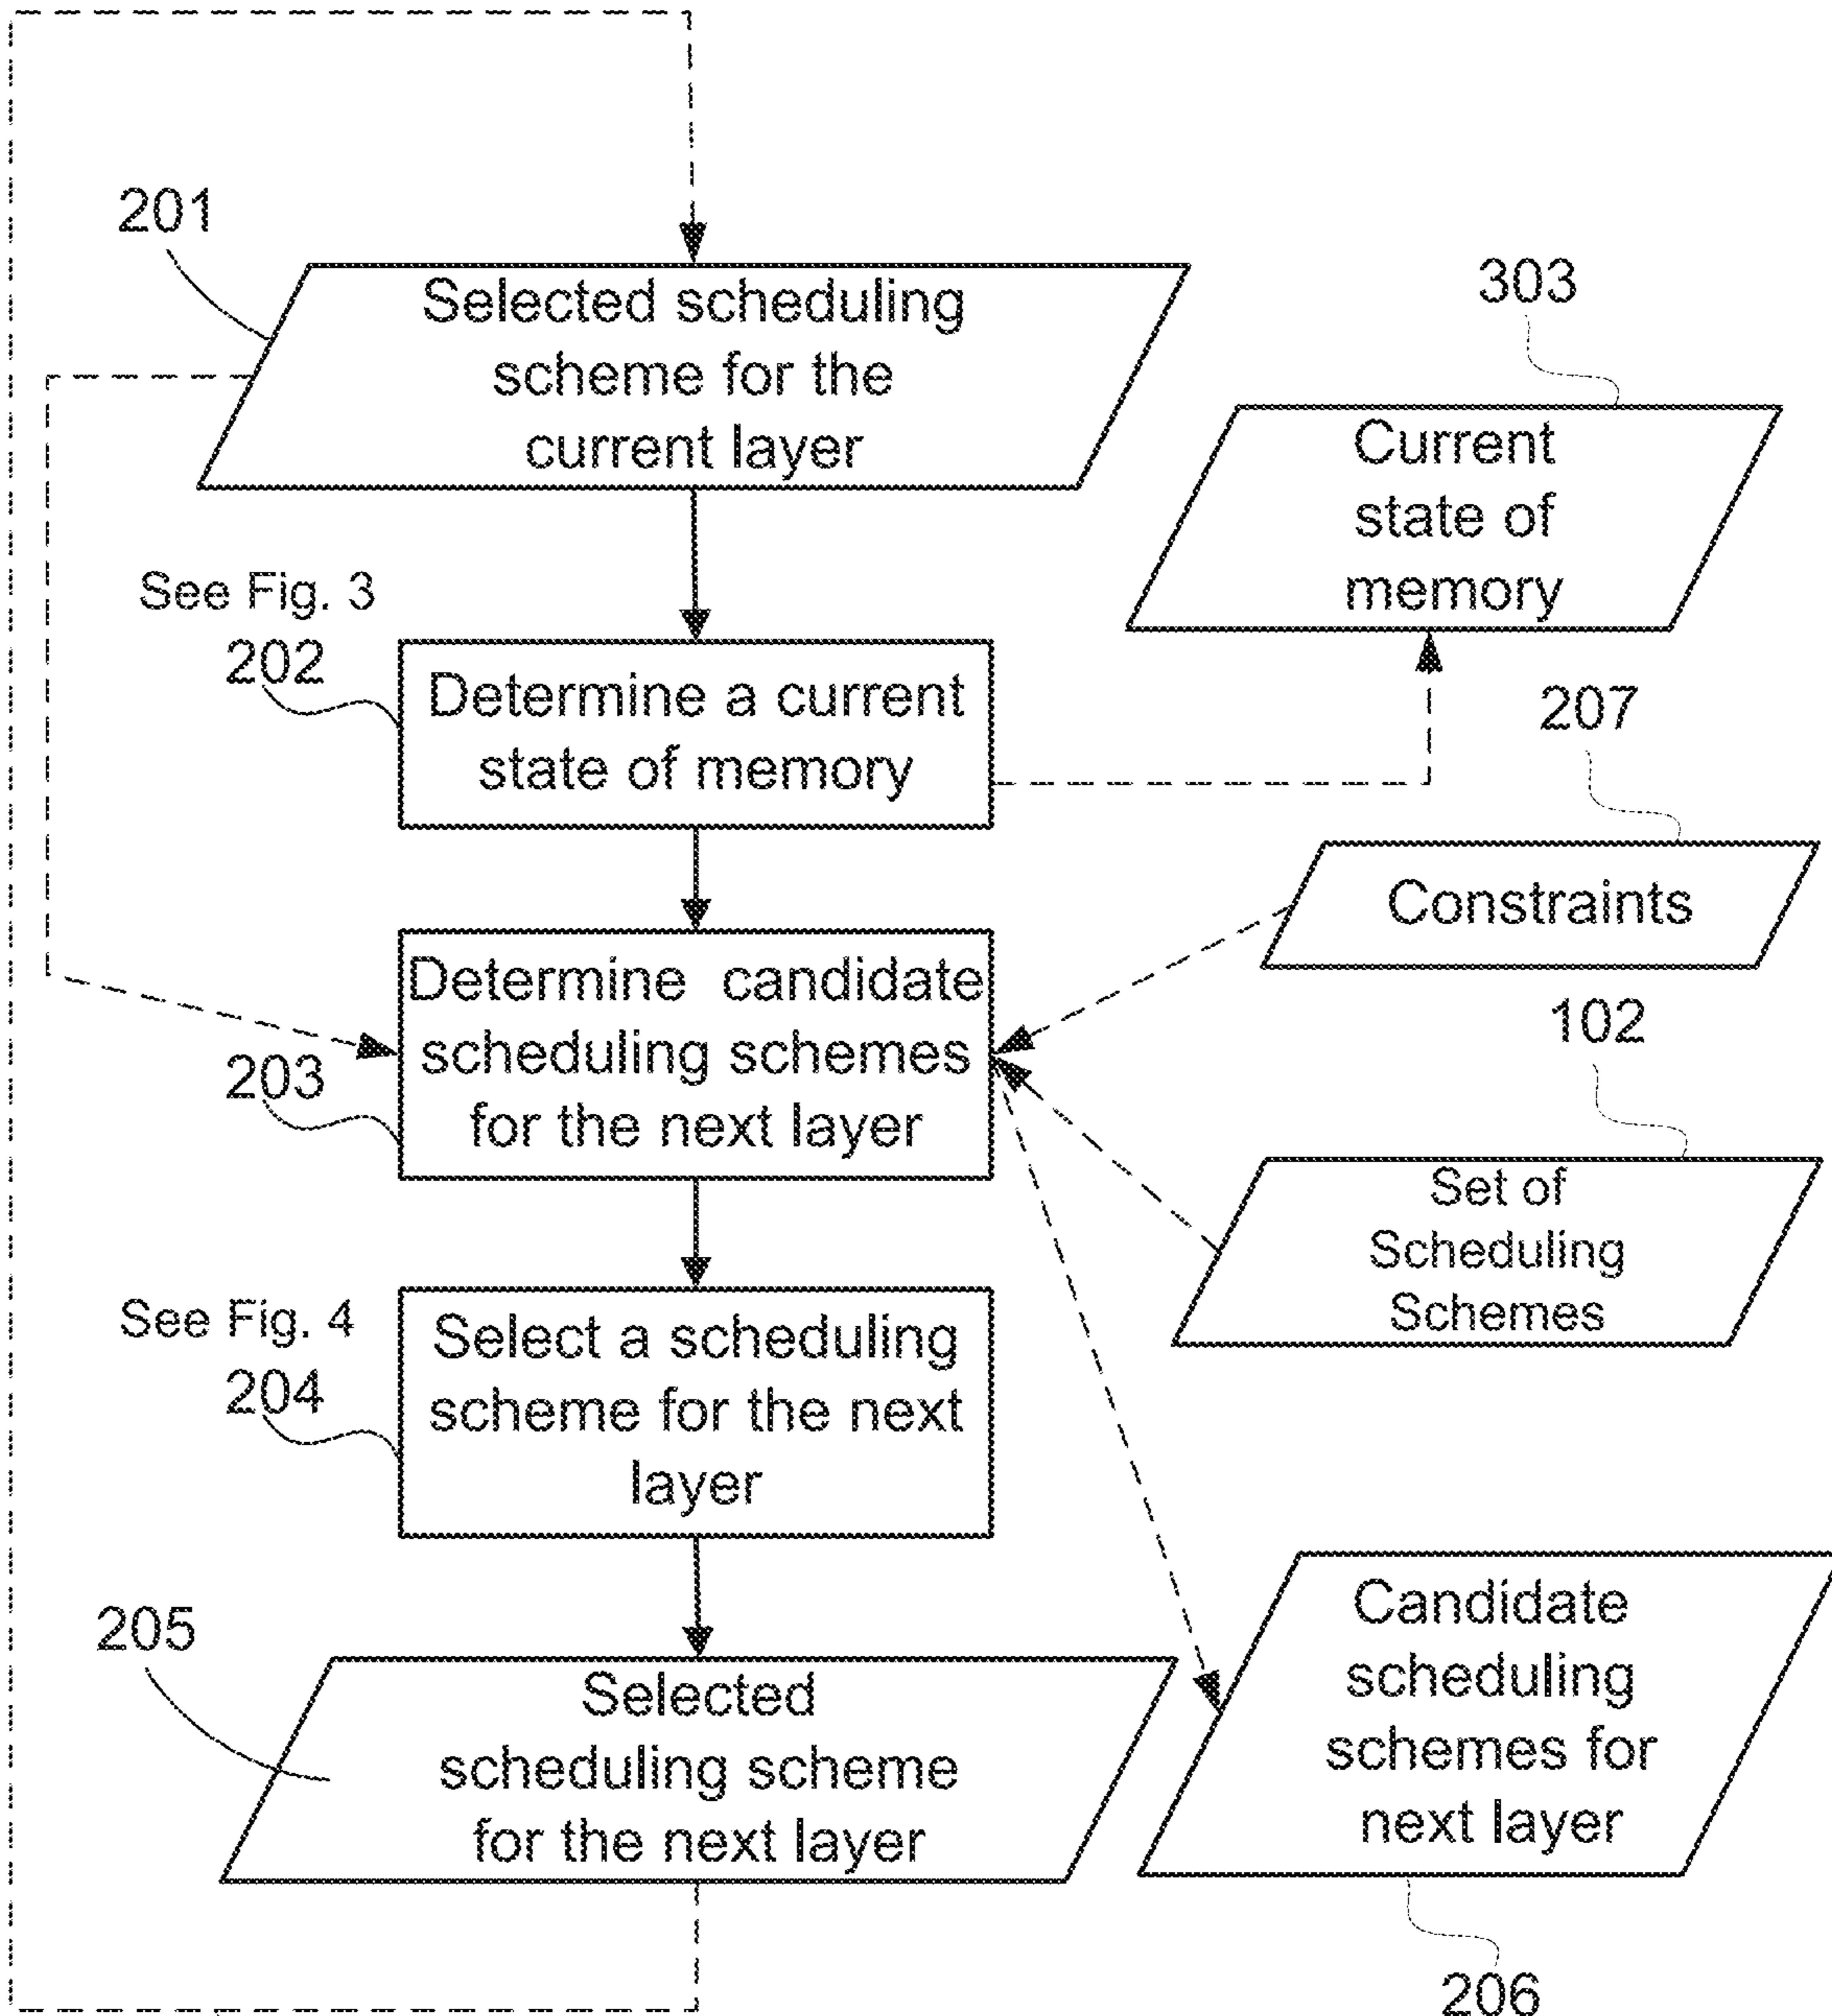 201
Selected scheduling
scheme for the
current layer
303
Current
state of
memory
See Fig. 3
202
Determine a current
state of memory
207
Constraints
Determine candidate
scheduling schemes
for the next layer
203
102
Set of
Scheduling
Schemes
See Fig. 4
204
Select a scheduling
scheme for the next
layer
205
Selected
scheduling scheme
for the next layer
Candidate
scheduling
schemes for
next layer
206